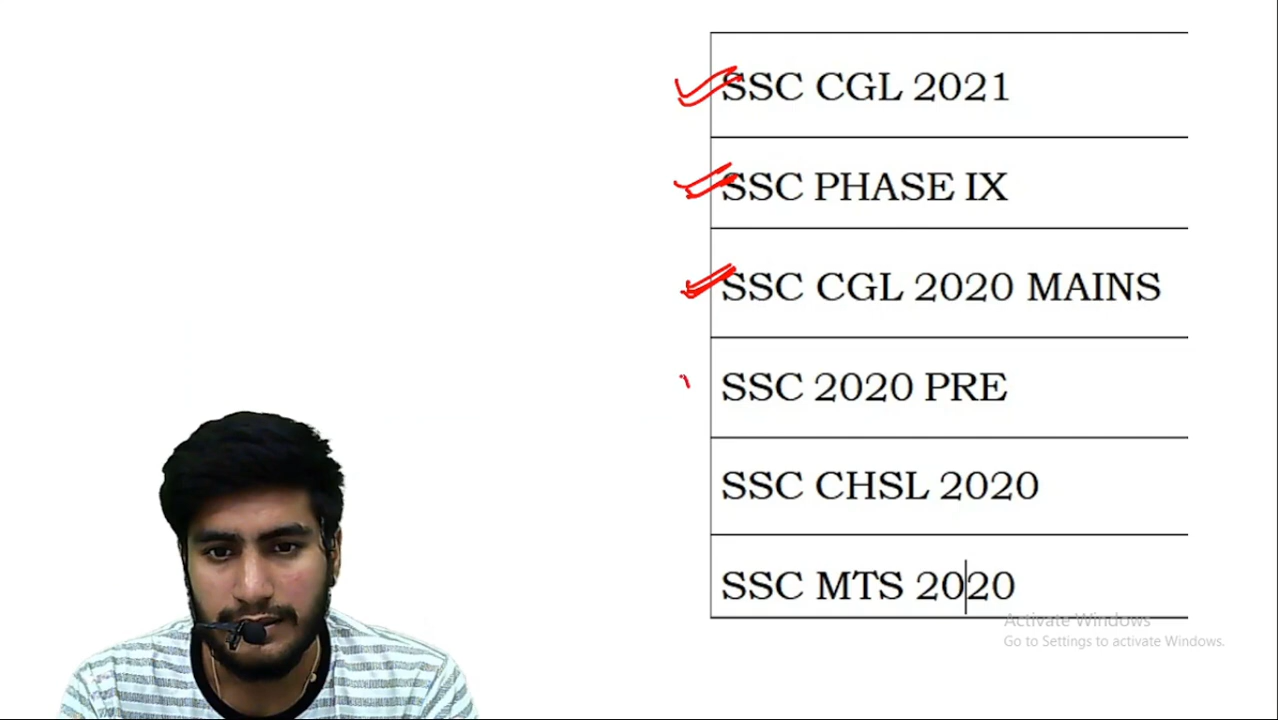 SSC CGL 2021
SSC PHASE IX
SSC CGL 2020 MAINS
SSC 2020 PRE
SSC CHSL 2020
SSC MTS 2020
Activate Windows
Go to Settings to activate Windows.